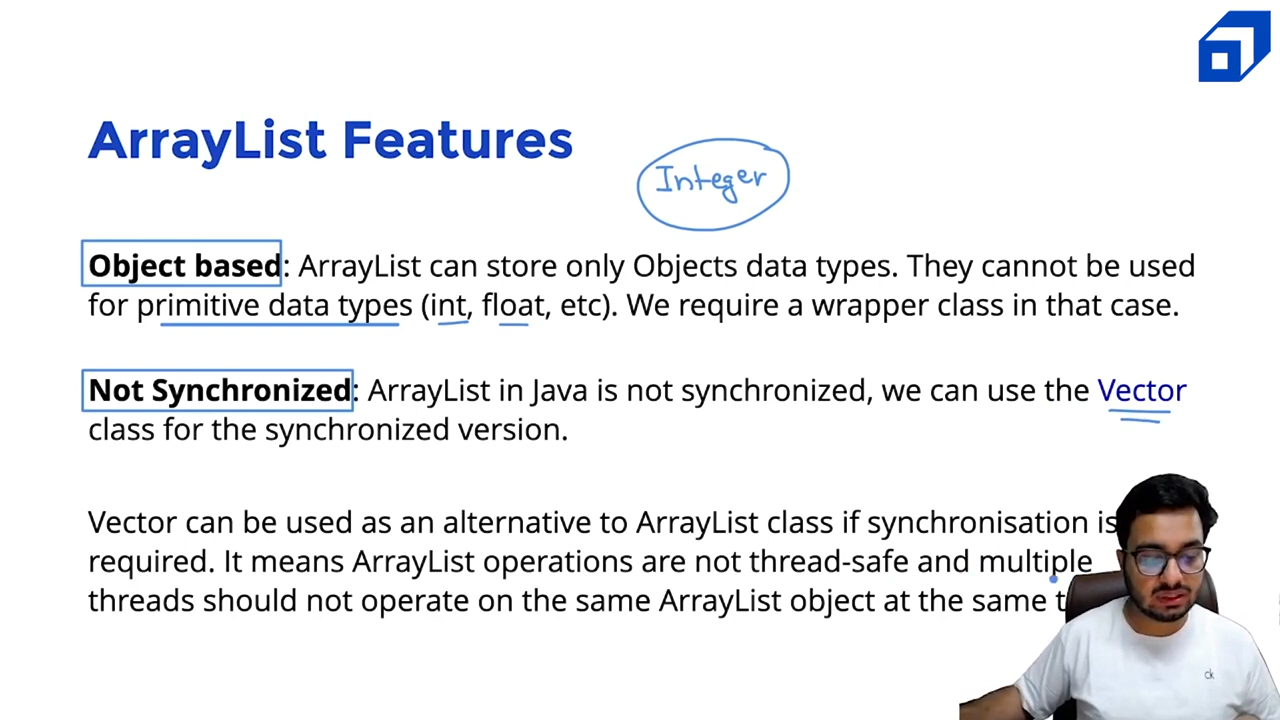 ArrayList Features
Integer
Object based: ArrayList can store only Objects data types. They cannot be used
for primitive data types (int, float, etc). We require a wrapper class in that case.
Not Synchronized: ArrayList in Java is not synchronized, we can use the Vector
class for the synchronized version.
Vector can be used as an alternative to ArrayList class if synchronisation is
required. It means ArrayList operations are not thread-safe and multiple
threads should not operate on the same ArrayList object at the same t
ck